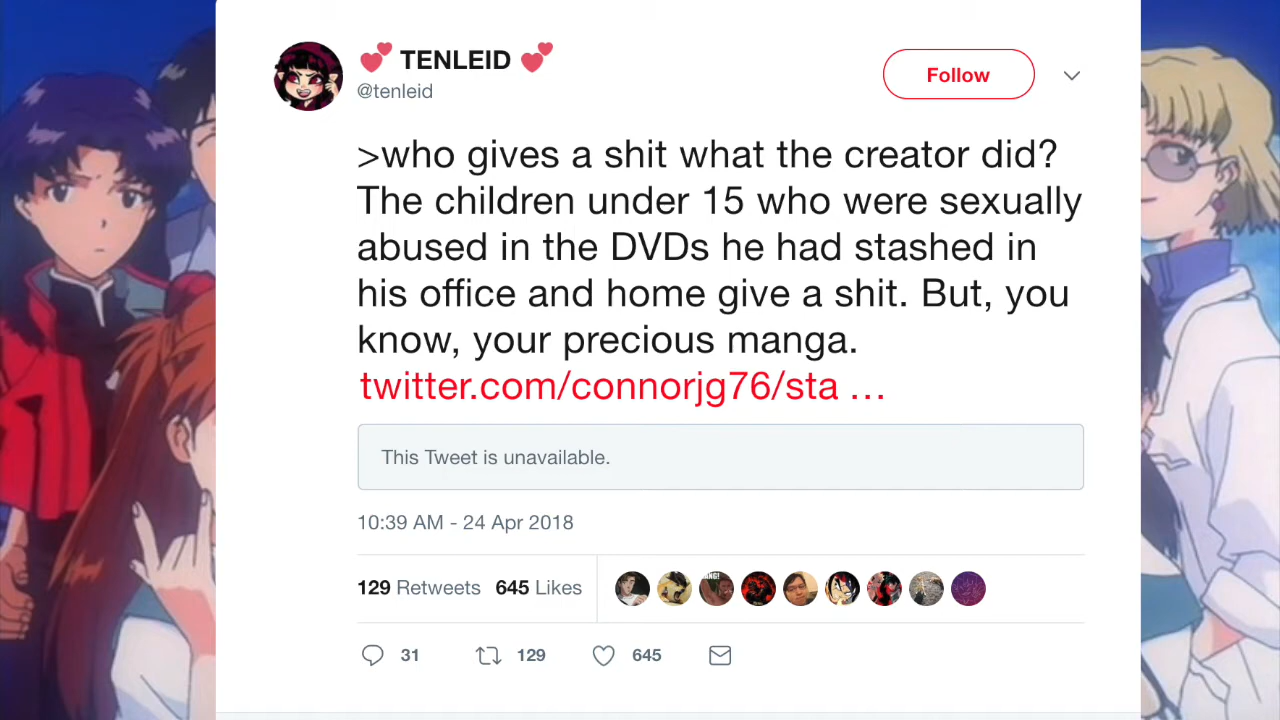 💕 TENLEID 💕
Follow
@tenleid
>who gives a shit what the creator did?
The children under 15 who were sexually
abused in the DVDs he had stashed in
his office and home give a shit. But, you
know, your precious manga.
twitter.com/connorjg76/sta …
This Tweet is unavailable.
10:39 AM - 24 Apr 2018
129 Retweets 645 Likes
31 129 645